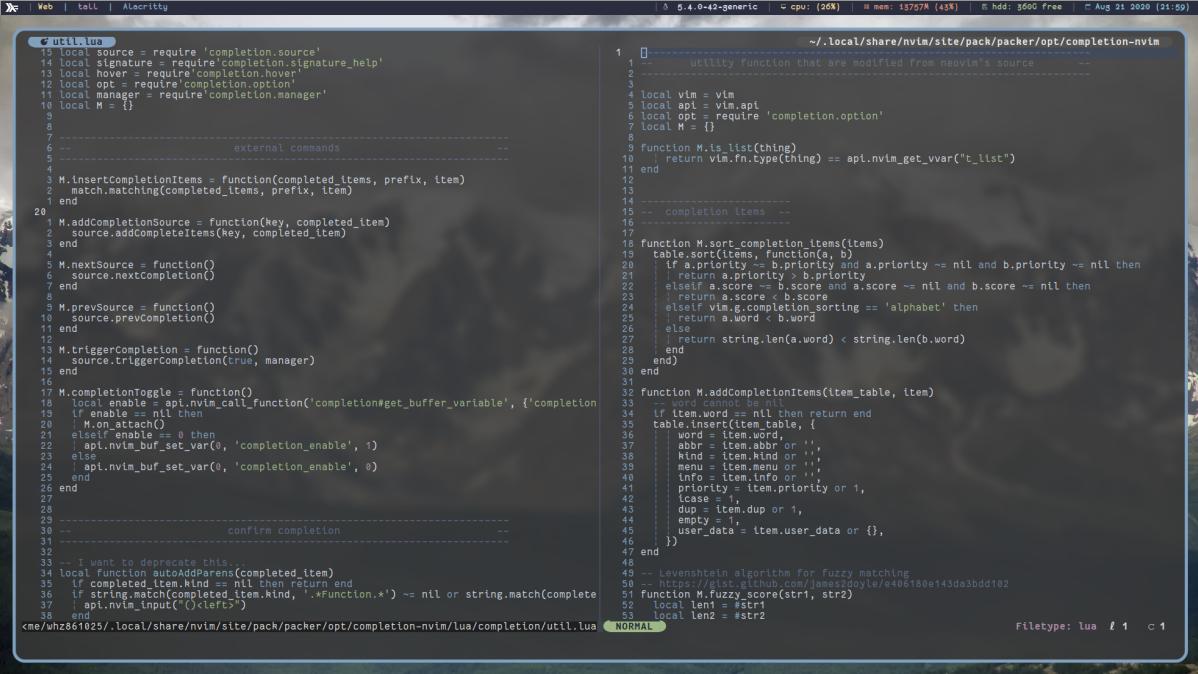 Web | tall | Alacritty
5.4.0-42-generic | cpu: (26%) | mem: 13757M (43%) | hdd: 360G free | Aug 21 2020 (21:59)
util.lua
15 local source = require 'completion.source'
14 local signature = require'completion.signature_help'
13 local hover = require'completion.hover'
12 local opt = require'completion.option'
11 local manager = require'completion.manager'
10 local M = {}
9
8
7 ------------------------------------------------------------------------
6 --                          external commands                         --
5 ------------------------------------------------------------------------
4
3 M.insertCompletionItems = function(completed_items, prefix, item)
2   match.matching(completed_items, prefix, item)
1 end
20
1 M.addCompletionSource = function(key, completed_item)
2   source.addCompleteItems(key, completed_item)
3 end
4
5 M.nextSource = function()
6   source.nextCompletion()
7 end
8
9 M.prevSource = function()
10   source.prevCompletion()
11 end
12
13 M.triggerCompletion = function()
14   source.triggerCompletion(true, manager)
15 end
16
17 M.completionToggle = function()
18   local enable = api.nvim_call_function('completion#get_buffer_variable', {'completion
19   if enable == nil then
20   ¦ M.on_attach()
21   elseif enable == 0 then
22   ¦ api.nvim_buf_set_var(0, 'completion_enable', 1)
23   else
24   ¦ api.nvim_buf_set_var(0, 'completion_enable', 0)
25   end
26 end
27
28
29 ------------------------------------------------------------------------
30 --                         confirm completion                         --
31 ------------------------------------------------------------------------
32
33 -- I want to deprecate this...
34 local function autoAddParens(completed_item)
35   if completed_item.kind == nil then return end
36   if string.match(completed_item.kind, '.*Function.*') ~= nil or string.match(complete
37   ¦ api.nvim_input("()<left>")
38   end
<me/whz861025/.local/share/nvim/site/pack/packer/opt/completion-nvim/lua/completion/util.lua
~/.local/share/nvim/site/pack/packer/opt/completion-nvim
1 ------------------------------------------------------------------------
1 --      utility function that are modified from neovim's source       --
2 ------------------------------------------------------------------------
3
4 local vim = vim
5 local api = vim.api
6 local opt = require 'completion.option'
7 local M = {}
8
9 function M.is_list(thing)
10   ¦ return vim.fn.type(thing) == api.nvim_get_vvar("t_list")
11 end
12
13
14 ------------------------
15 --  completion items  --
16 ------------------------
17
18 function M.sort_completion_items(items)
19   table.sort(items, function(a, b)
20   ¦ if a.priority ~= b.priority and a.priority ~= nil and b.priority ~= nil then
21   ¦ ¦ return a.priority > b.priority
22   ¦ elseif a.score ~= b.score and a.score ~= nil and b.score ~= nil then
23   ¦ ¦ return a.score < b.score
24   ¦ elseif vim.g.completion_sorting == 'alphabet' then
25   ¦ ¦ return a.word < b.word
26   ¦ else
27   ¦ ¦ return string.len(a.word) < string.len(b.word)
28   ¦ end
29   end)
30 end
31
32 function M.addCompletionItems(item_table, item)
33   -- word cannot be nil
34   if item.word == nil then return end
35   table.insert(item_table, {
36   ¦ ¦ word = item.word,
37   ¦ ¦ abbr = item.abbr or '',
38   ¦ ¦ kind = item.kind or '',
39   ¦ ¦ menu = item.menu or '',
40   ¦ ¦ info = item.info or '',
41   ¦ ¦ priority = item.priority or 1,
42   ¦ ¦ icase = 1,
43   ¦ ¦ dup = item.dup or 1,
44   ¦ ¦ empty = 1,
45   ¦ ¦ user_data = item.user_data or {},
46   ¦ })
47 end
48
49 -- Levenshtein algorithm for fuzzy matching
50 -- https://gist.github.com/james2doyle/e406180e143da3bdd102
51 function M.fuzzy_score(str1, str2)
52   local len1 = #str1
53   local len2 = #str2
NORMAL
Filetype: lua ℓ 1 c 1